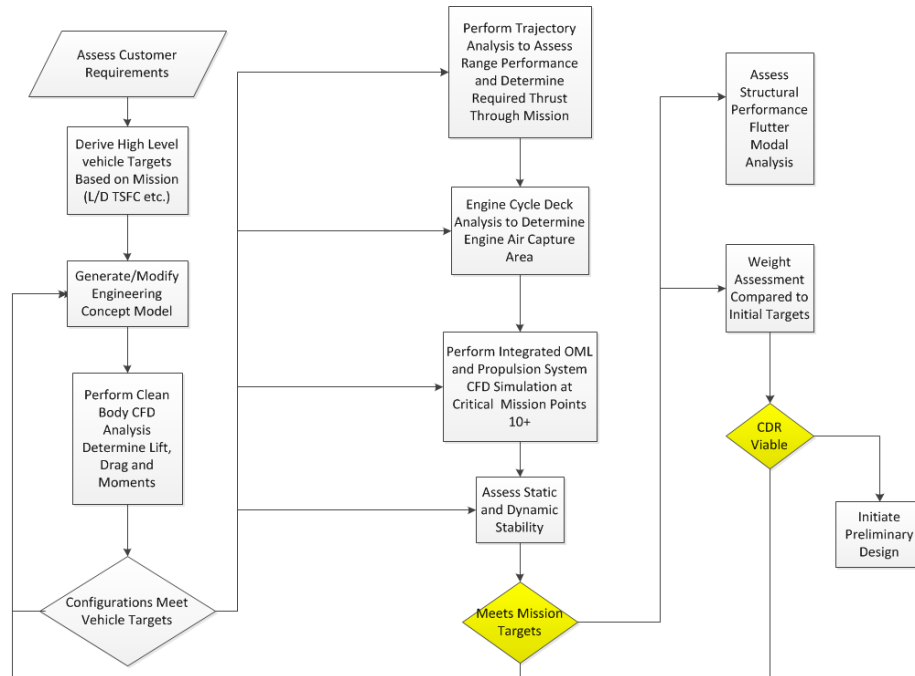 Assess Customer
Requirements
Derive High Level
vehicle Targets
Based on Mission
(L/D TSFC etc.)
Generate/Modify
Engineering
Concept Model
Perform Clean
Body CFD
Analysis
Determine Lift,
Drag and
Moments
Configurations Meet
Vehicle Targets
Perform Trajectory
Analysis to Assess
Range Performance
and Determine
Required Thrust
Through Mission
Engine Cycle Deck
Analysis to Determine
Engine Air Capture
Area
Perform Integrated OML
and Propulsion System
CFD Simulation at
Critical Mission Points
10+
Assess Static
and Dynamic
Stability
Meets Mission
Targets
Assess
Structural
Performance
Flutter
Modal
Analysis
Weight
Assessment
Compared to
Initial Targets
CDR
Viable
Initiate
Preliminary
Design